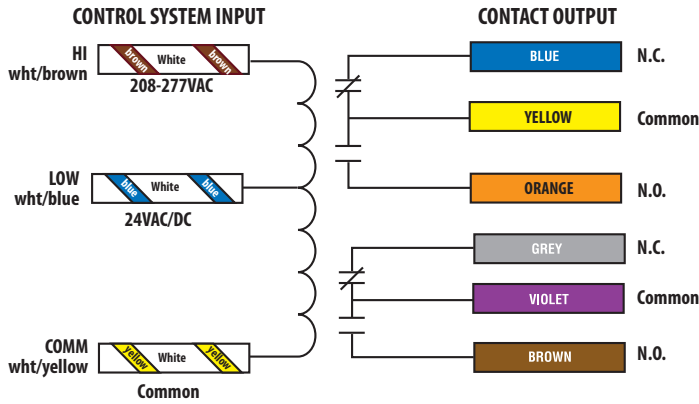 CONTROL SYSTEM INPUT
HI
wht/brown
brown White brown
208-277VAC
LOW
wht/blue
blue White blue
24VAC/DC
COMM
wht/yellow
yellow White yellow
Common
CONTACT OUTPUT
BLUE N.C.
YELLOW Common
ORANGE N.O.
GREY N.C.
VIOLET Common
BROWN N.O.